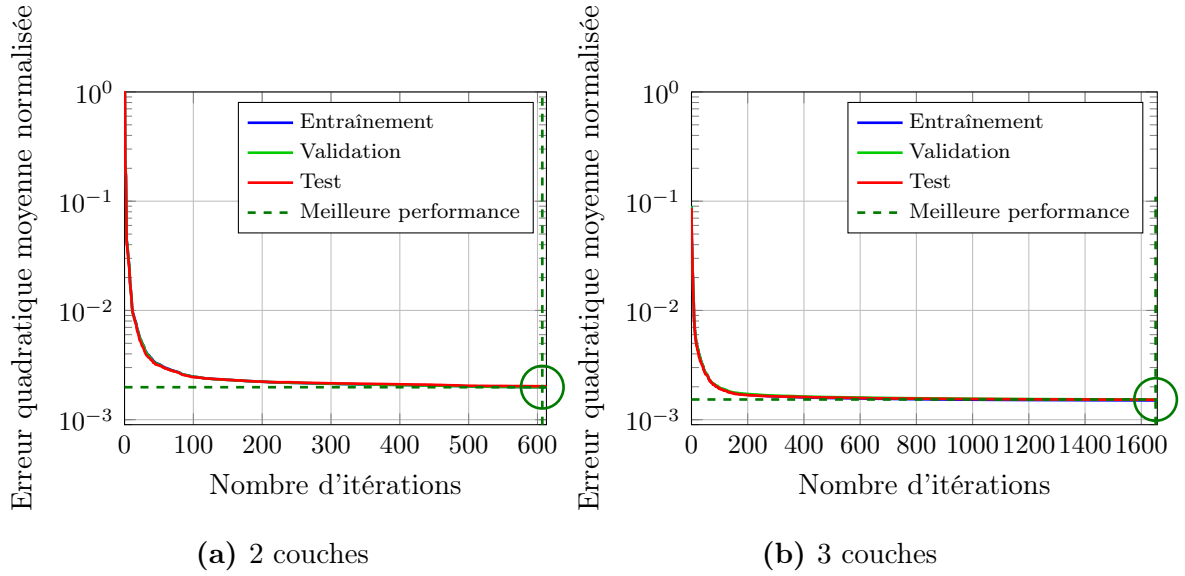 Erreur quadratique moyenne normalisée
10^0
10^-1
10^-2
10^-3
Entraînement
Validation
Test
Meilleure performance
0 100 200 300 400 500 600
Nombre d'itérations
(a) 2 couches
Erreur quadratique moyenne normalisée
10^0
10^-1
10^-2
10^-3
Entraînement
Validation
Test
Meilleure performance
0 200 400 600 800 1000 1200 1400 1600
Nombre d'itérations
(b) 3 couches